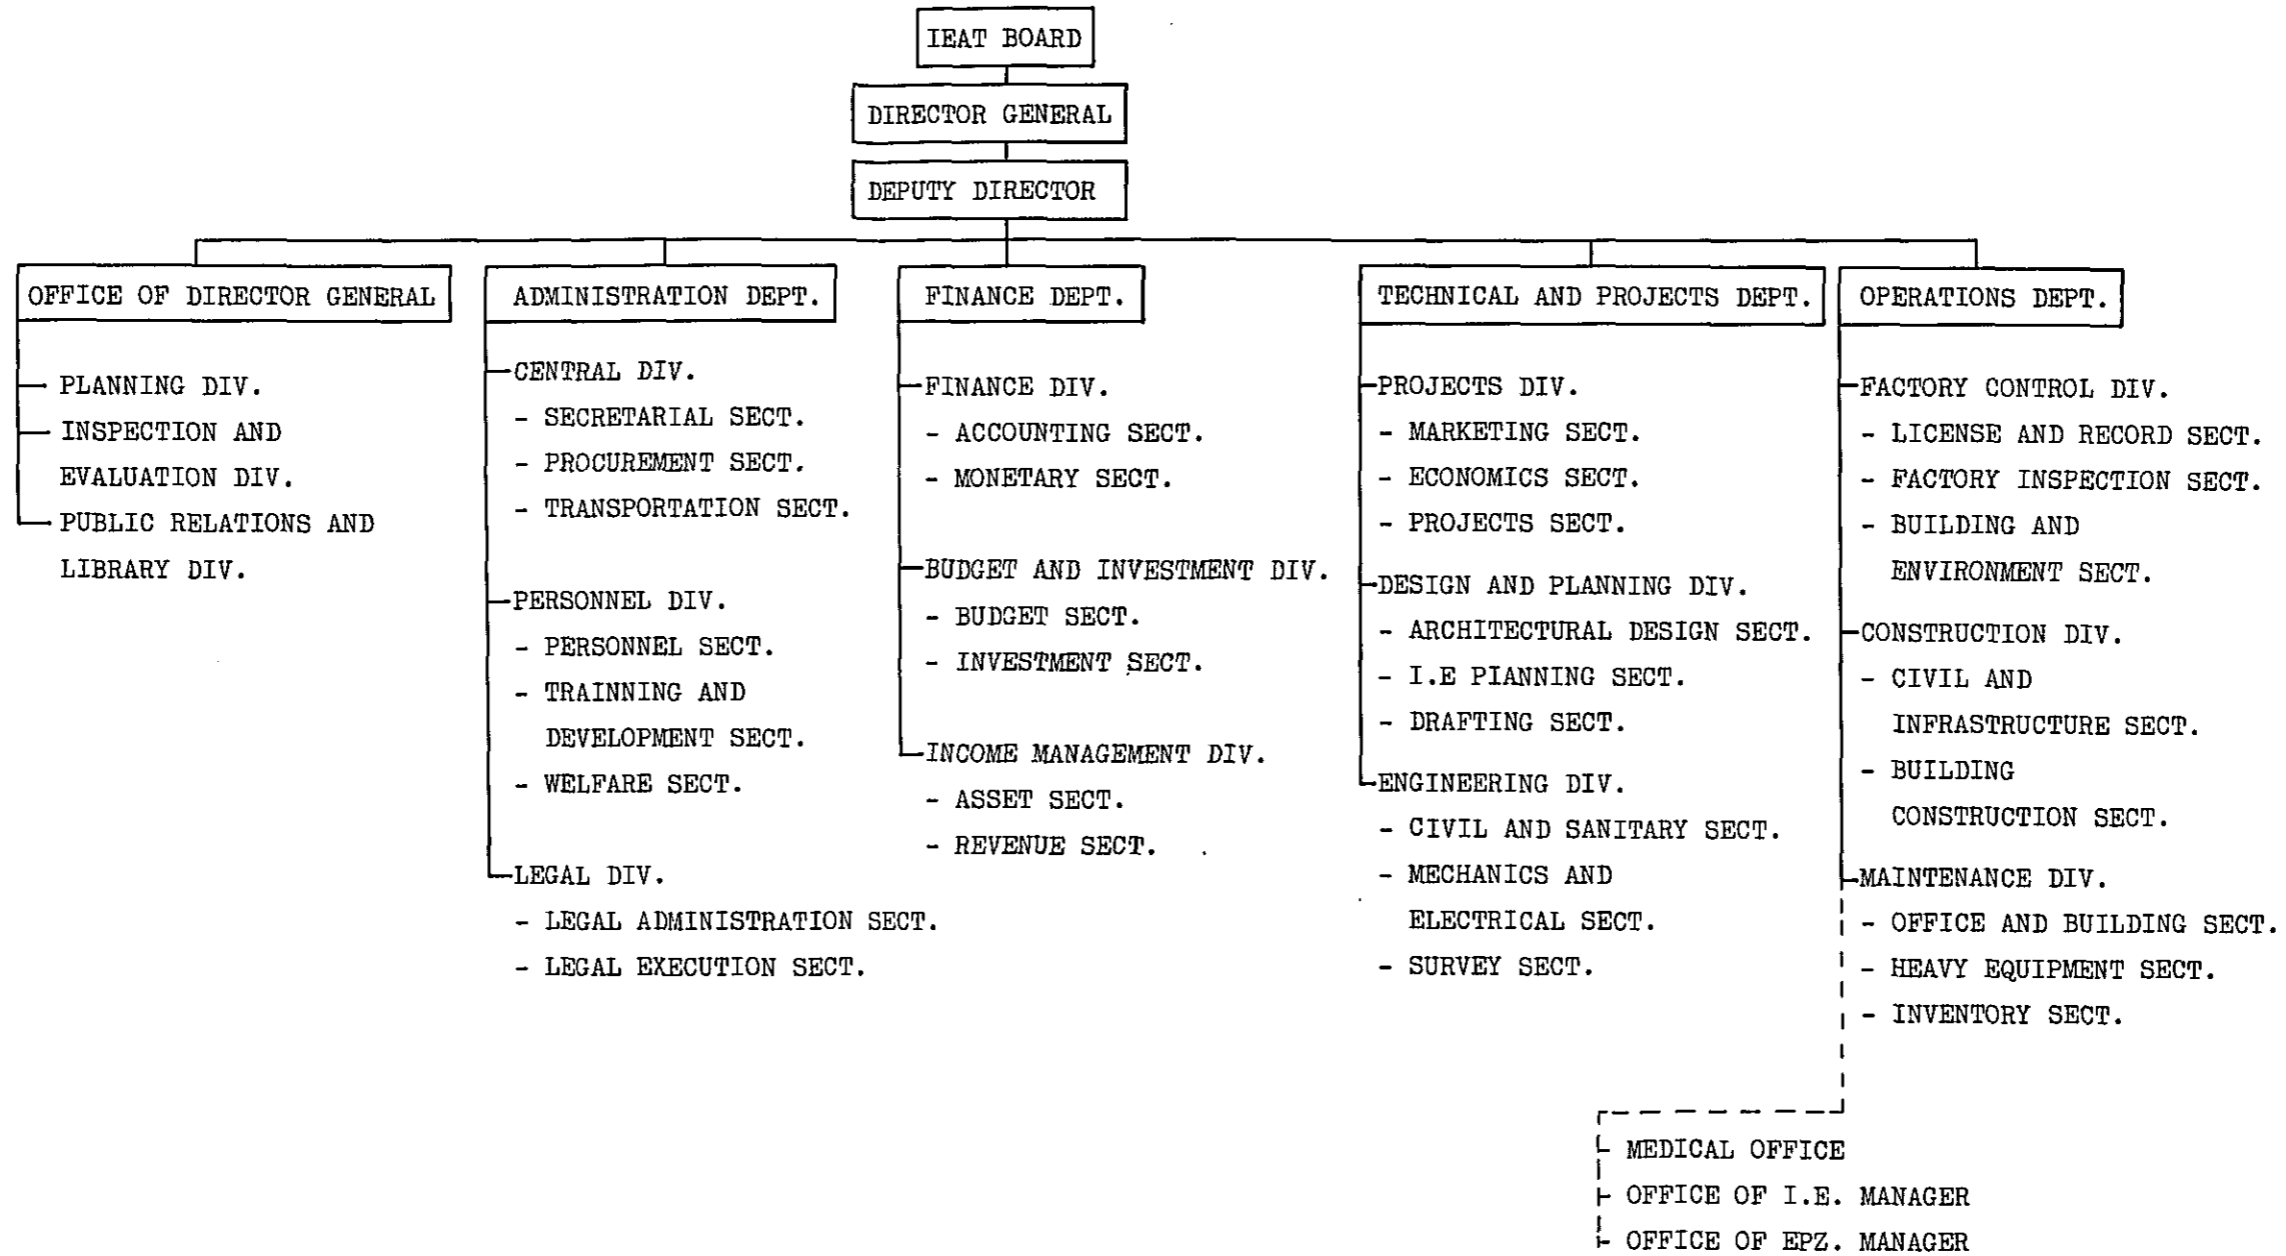 IEAT BOARD
DIRECTOR GENERAL
DEPUTY DIRECTOR
OFFICE OF DIRECTOR GENERAL
PLANNING DIV.
INSPECTION AND
EVALUATION DIV.
PUBLIC RELATIONS AND
LIBRARY DIV.
ADMINISTRATION DEPT.
CENTRAL DIV.
- SECRETARIAL SECT.
- PROCUREMENT SECT.
- TRANSPORTATION SECT.
PERSONNEL DIV.
- PERSONNEL SECT.
- TRAINNING AND
DEVELOPMENT SECT.
- WELFARE SECT.
LEGAL DIV.
- LEGAL ADMINISTRATION SECT.
- LEGAL EXECUTION SECT.
FINANCE DEPT.
FINANCE DIV.
- ACCOUNTING SECT.
- MONETARY SECT.
BUDGET AND INVESTMENT DIV.
- BUDGET SECT.
- INVESTMENT SECT.
INCOME MANAGEMENT DIV.
- ASSET SECT.
- REVENUE SECT.
TECHNICAL AND PROJECTS DEPT.
PROJECTS DIV.
- MARKETING SECT.
- ECONOMICS SECT.
- PROJECTS SECT.
DESIGN AND PLANNING DIV.
- ARCHITECTURAL DESIGN SECT.
- I.E PIANNING SECT.
- DRAFTING SECT.
ENGINEERING DIV.
- CIVIL AND SANITARY SECT.
- MECHANICS AND
ELECTRICAL SECT.
- SURVEY SECT.
OPERATIONS DEPT.
FACTORY CONTROL DIV.
- LICENSE AND RECORD SECT.
- FACTORY INSPECTION SECT.
- BUILDING AND
ENVIRONMENT SECT.
CONSTRUCTION DIV.
- CIVIL AND
INFRASTRUCTURE SECT.
- BUILDING
CONSTRUCTION SECT.
MAINTENANCE DIV.
- OFFICE AND BUILDING SECT.
- HEAVY EQUIPMENT SECT.
- INVENTORY SECT.
MEDICAL OFFICE
OFFICE OF I.E. MANAGER
OFFICE OF EPZ. MANAGER